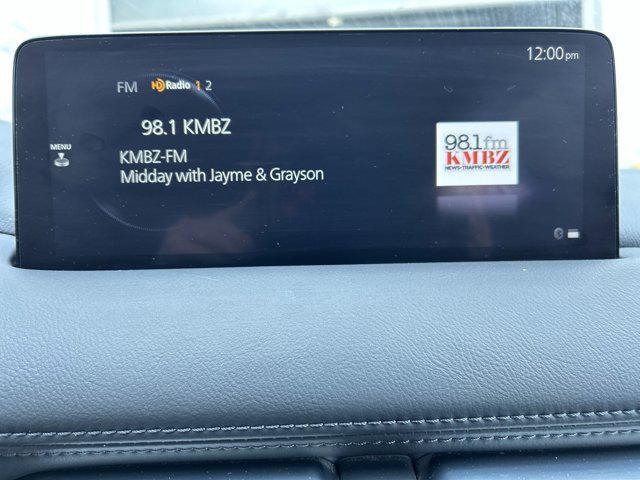 12:00pm
FM HD Radio 1 2
98.1 KMBZ
MENU
KMBZ-FM
Midday with Jayme & Grayson
98.1fm
KMBZ
NEWS•TRAFFIC•WEATHER